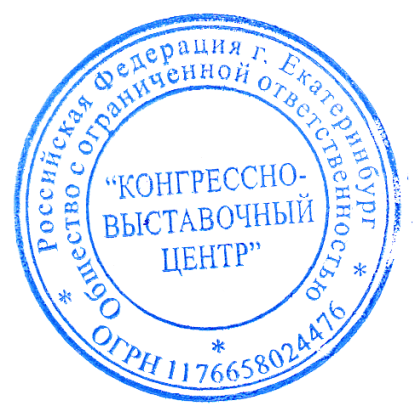 Российская Федерация г. Екатеринбург
Общество с ограниченной ответственностью
"КОНГРЕССНО-
ВЫСТАВОЧНЫЙ
ЦЕНТР"
* ОГРН 1176658024476 *
*